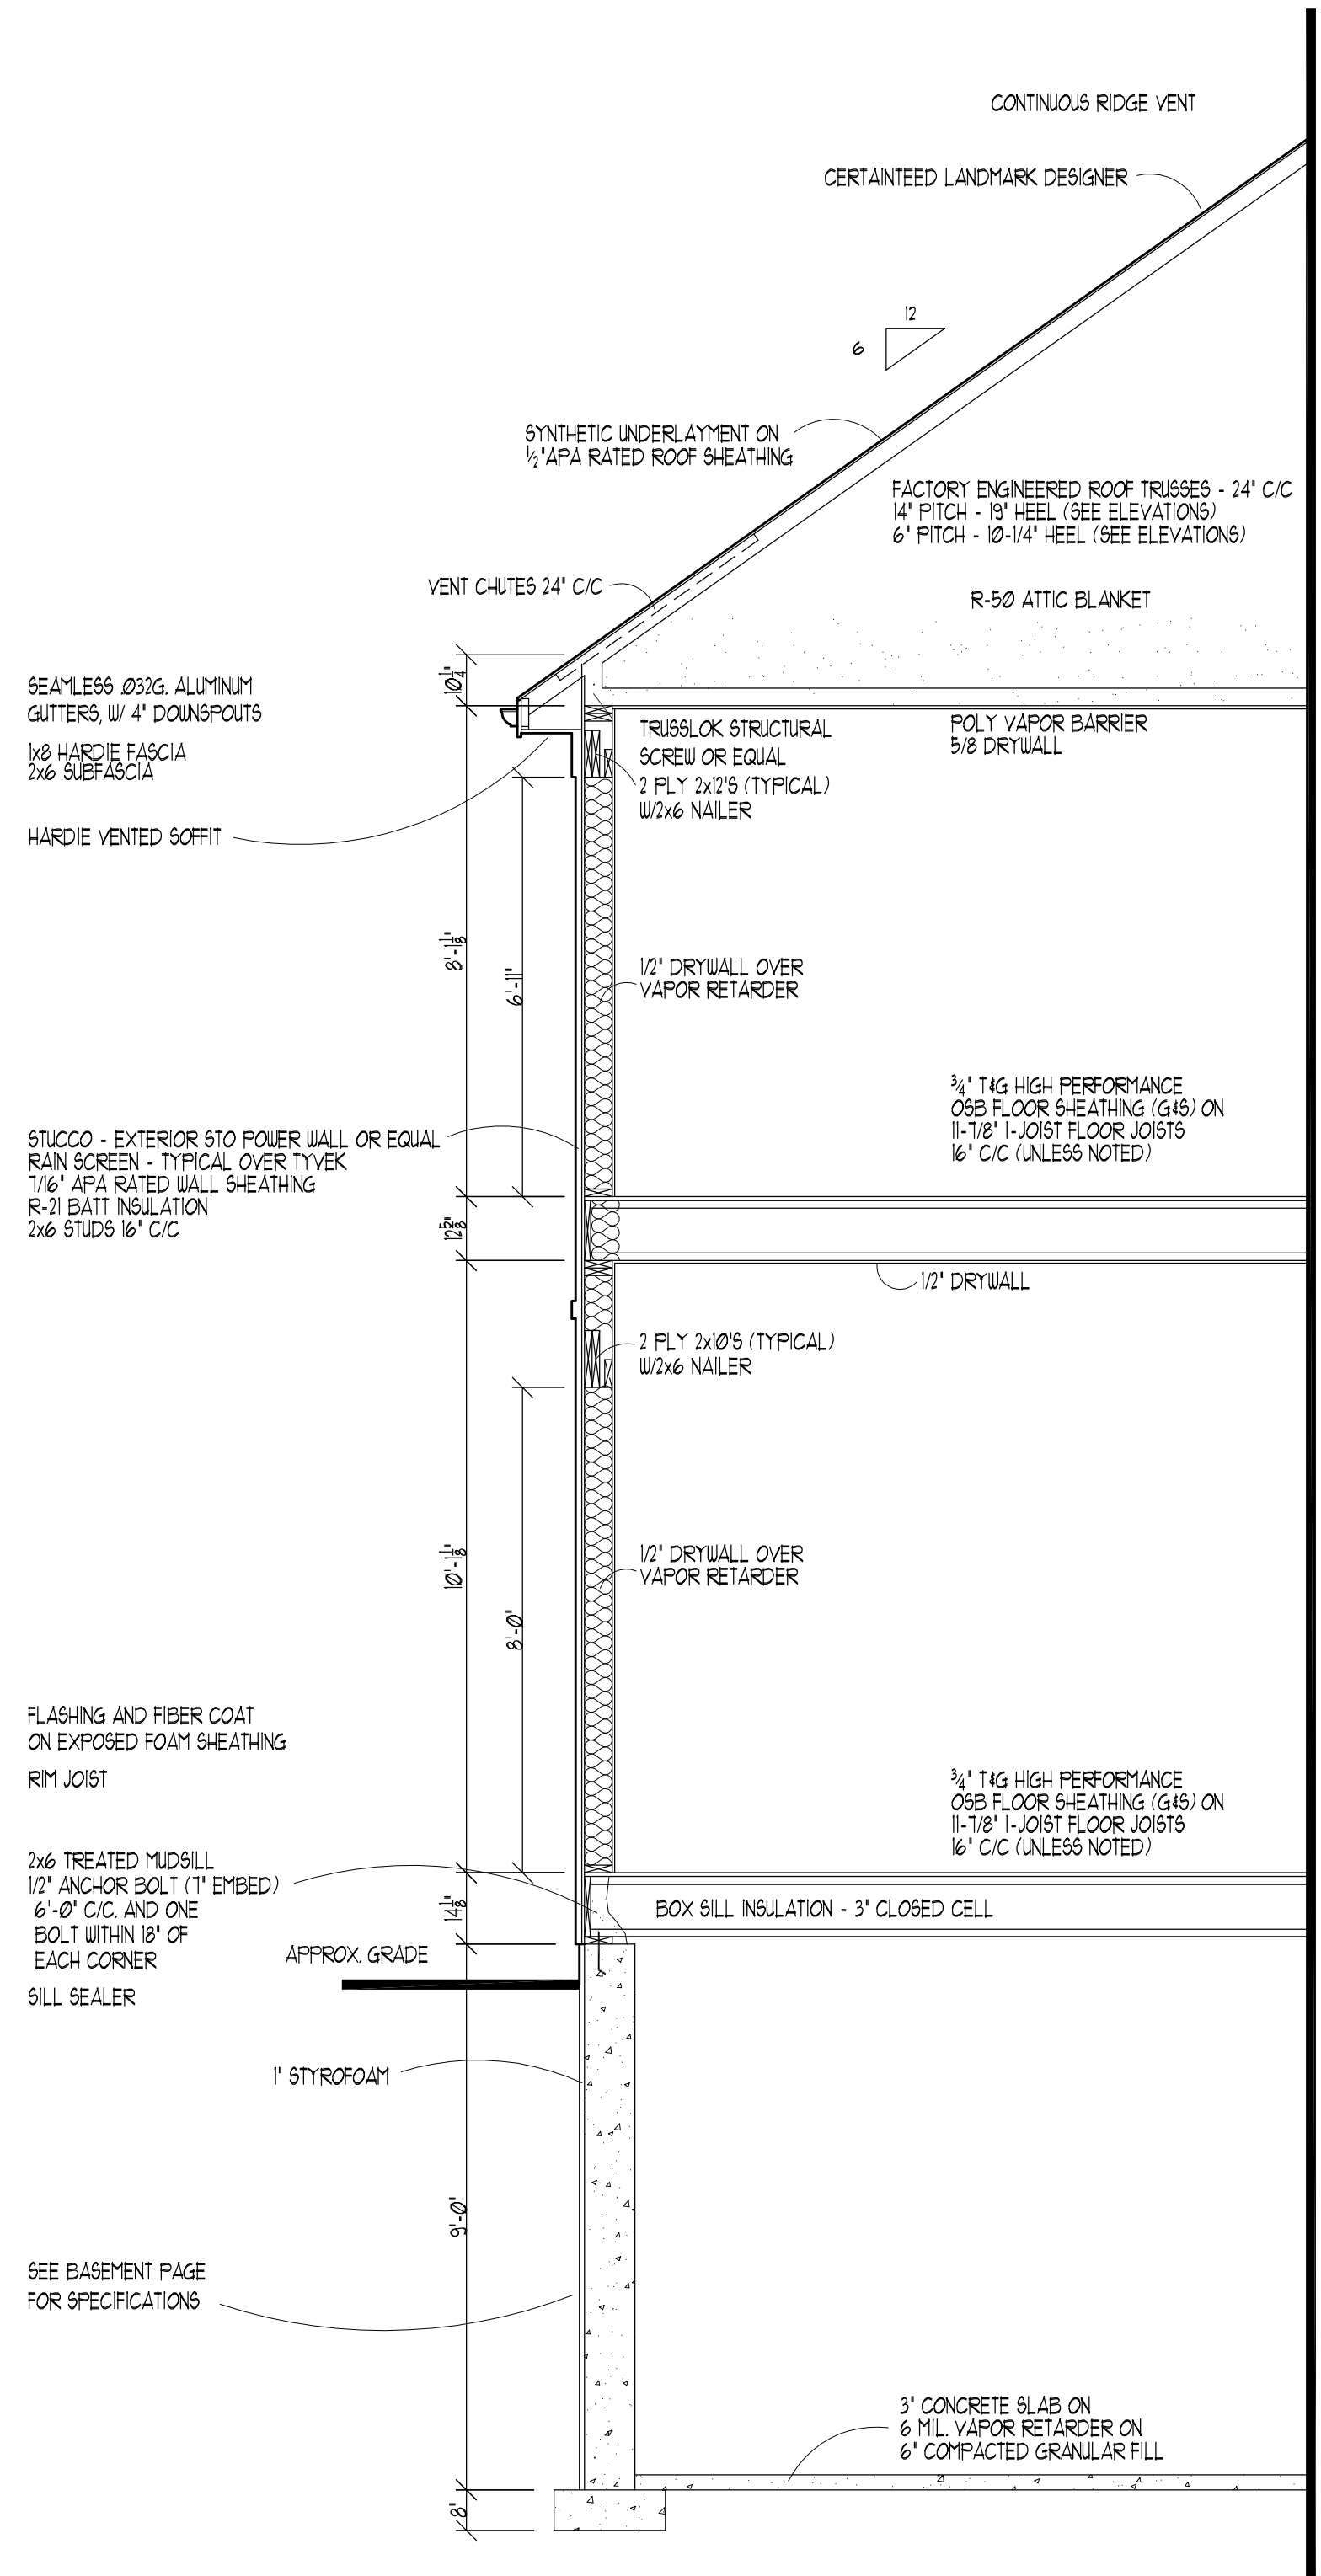 CONTINUOUS RIDGE VENT
CERTAINTEED LANDMARK DESIGNER
12
6
SYNTHETIC UNDERLAYMENT ON
1/2" APA RATED ROOF SHEATHING
FACTORY ENGINEERED ROOF TRUSSES - 24" C/C
14" PITCH - 19" HEEL (SEE ELEVATIONS)
6" PITCH - 10-1/4" HEEL (SEE ELEVATIONS)
VENT CHUTES 24" C/C
R-50 ATTIC BLANKET
10 1/4"
SEAMLESS .032G. ALUMINUM
GUTTERS, W/ 4" DOWNSPOUTS
1x8 HARDIE FASCIA
2x6 SUBFASCIA
HARDIE VENTED SOFFIT
TRUSSLOK STRUCTURAL
SCREW OR EQUAL
2 PLY 2x12'S (TYPICAL)
W/2x6 NAILER
POLY VAPOR BARRIER
5/8 DRYWALL
8'-1 1/8"
6'-11"
1/2" DRYWALL OVER
VAPOR RETARDER
3/4" T&G HIGH PERFORMANCE
OSB FLOOR SHEATHING (G&S) ON
11-7/8" I-JOIST FLOOR JOISTS
16" C/C (UNLESS NOTED)
STUCCO - EXTERIOR STO POWER WALL OR EQUAL
RAIN SCREEN - TYPICAL OVER TYVEK
7/16" APA RATED WALL SHEATHING
R-21 BATT INSULATION
2x6 STUDS 16" C/C
12 5/8"
1/2" DRYWALL
2 PLY 2x10'S (TYPICAL)
W/2x6 NAILER
10'-1 1/8"
8'-0"
1/2" DRYWALL OVER
VAPOR RETARDER
FLASHING AND FIBER COAT
ON EXPOSED FOAM SHEATHING
RIM JOIST
3/4" T&G HIGH PERFORMANCE
OSB FLOOR SHEATHING (G&S) ON
11-7/8" I-JOIST FLOOR JOISTS
16" C/C (UNLESS NOTED)
2x6 TREATED MUDSILL
1/2" ANCHOR BOLT (7" EMBED)
6'-0" C/C. AND ONE
BOLT WITHIN 18" OF
EACH CORNER
SILL SEALER
14 1/8"
BOX SILL INSULATION - 3" CLOSED CELL
APPROX. GRADE
1" STYROFOAM
9'-0"
SEE BASEMENT PAGE
FOR SPECIFICATIONS
3" CONCRETE SLAB ON
6 MIL. VAPOR RETARDER ON
6" COMPACTED GRANULAR FILL
8"